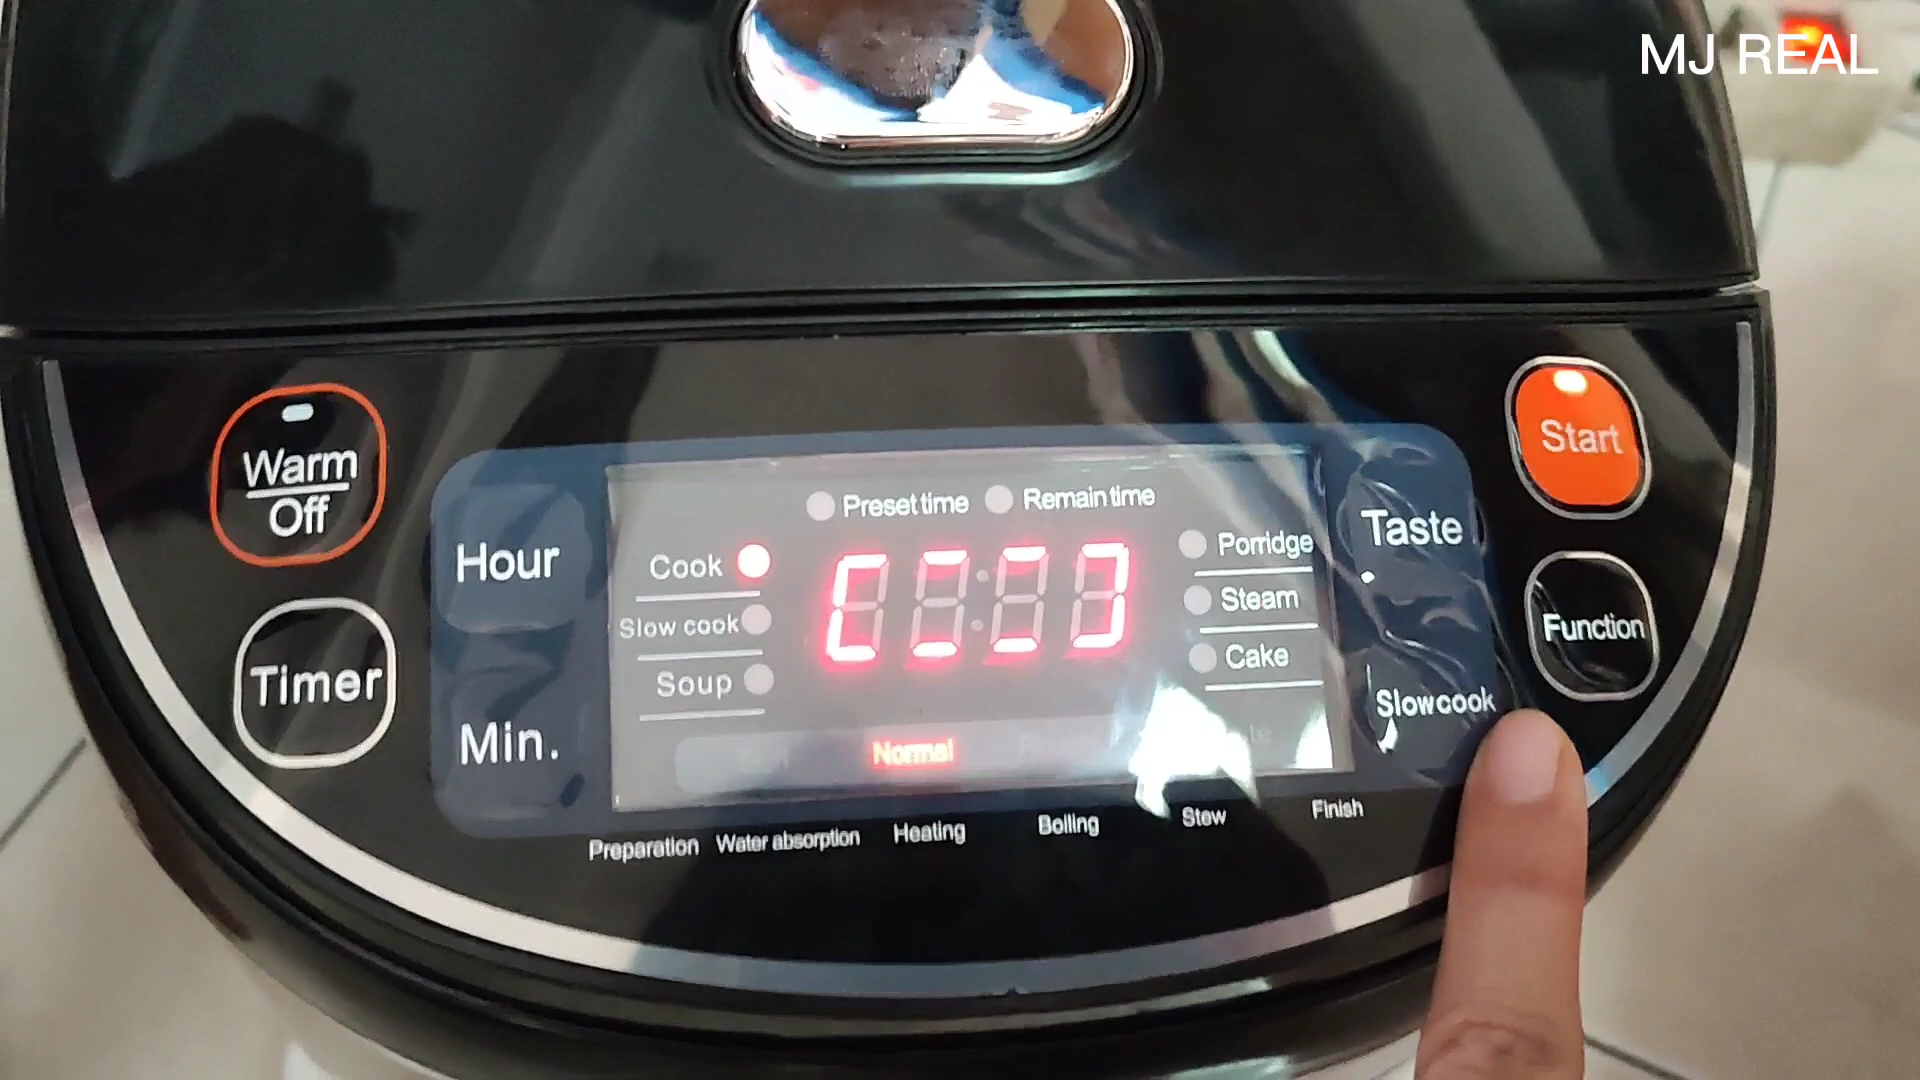 MJ REAL
Warm
Off
Start
Hour
Preset time
Remain time
Taste
Cook
Porridge
Slow cook
Steam
Function
Soup
Cake
Timer
Slowcook
Min.
Normal
Preparation
Water absorption
Heating
Boiling
Stew
Finish